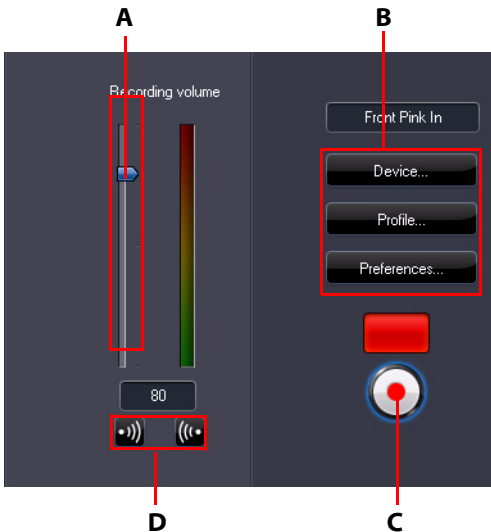 A
B
Recording volume
Front Pink In
Device...
Profile...
Preferences...
80
D
C